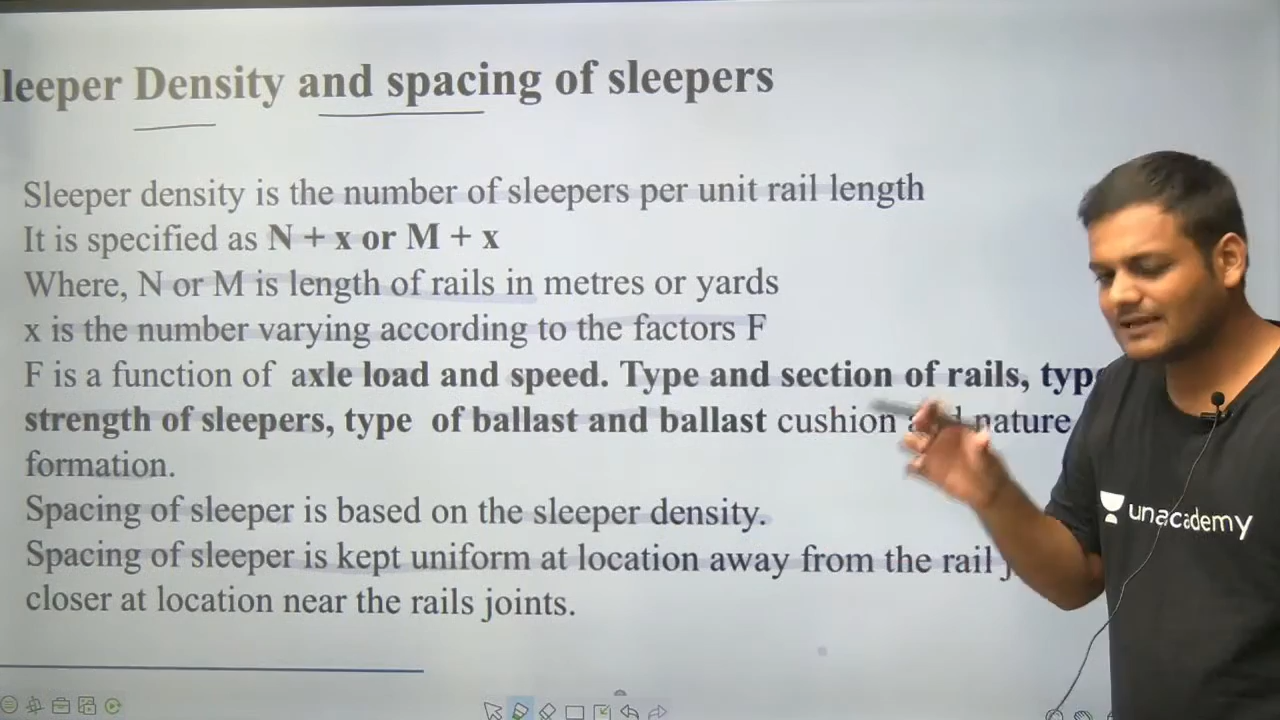 leeper Density and spacing of sleepers
Sleeper density is the number of sleepers per unit rail length
It is specified as N + x or M + x
Where, N or M is length of rails in metres or yards
x is the number varying according to the factors F
F is a function of axle load and speed. Type and section of rails, type
strength of sleepers, type of ballast and ballast cushion and nature
formation.
Spacing of sleeper is based on the sleeper density.
Spacing of sleeper is kept uniform at location away from the rail j
closer at location near the rails joints.
unacademy